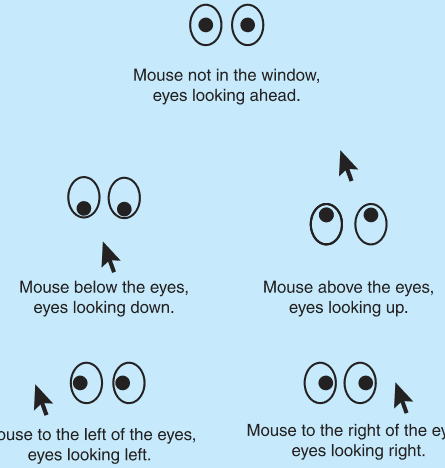 Mouse not in the window,
eyes looking ahead.
Mouse below the eyes,
eyes looking down.
Mouse above the eyes,
eyes looking up.
ouse to the left of the eyes,
eyes looking left.
Mouse to the right of the ey
eyes looking right.